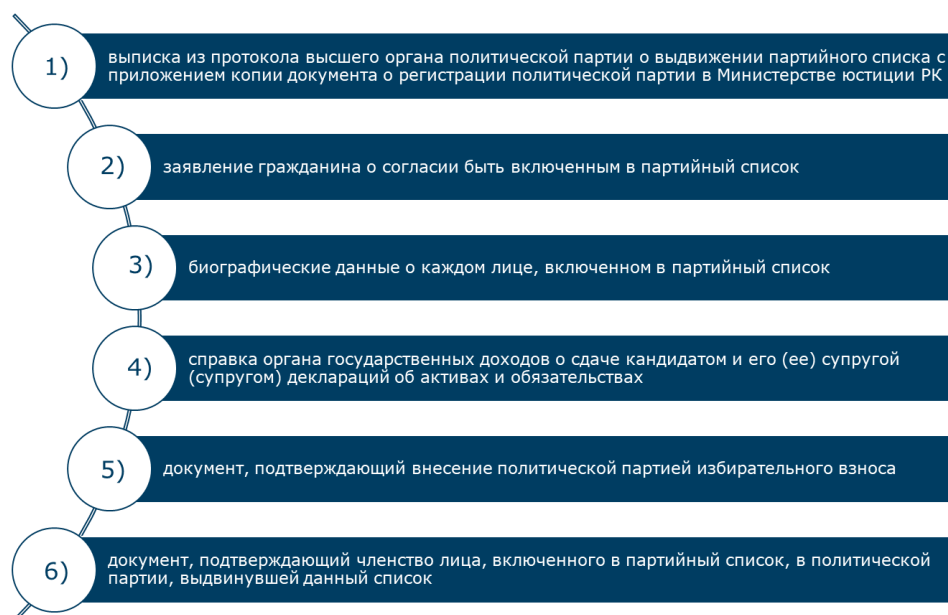 1)
выписка из протокола высшего органа политической партии о выдвижении партийного списка с
приложением копии документа о регистрации политической партии в Министерстве юстиции РК
2)
заявление гражданина о согласии быть включенным в партийный список
3)
биографические данные о каждом лице, включенном в партийный список
4)
справка органа государственных доходов о сдаче кандидатом и его (ее) супругой
(супругом) деклараций об активах и обязательствах
5)
документ, подтверждающий внесение политической партией избирательного взноса
6)
документ, подтверждающий членство лица, включенного в партийный список, в политической
партии, выдвинувшей данный список